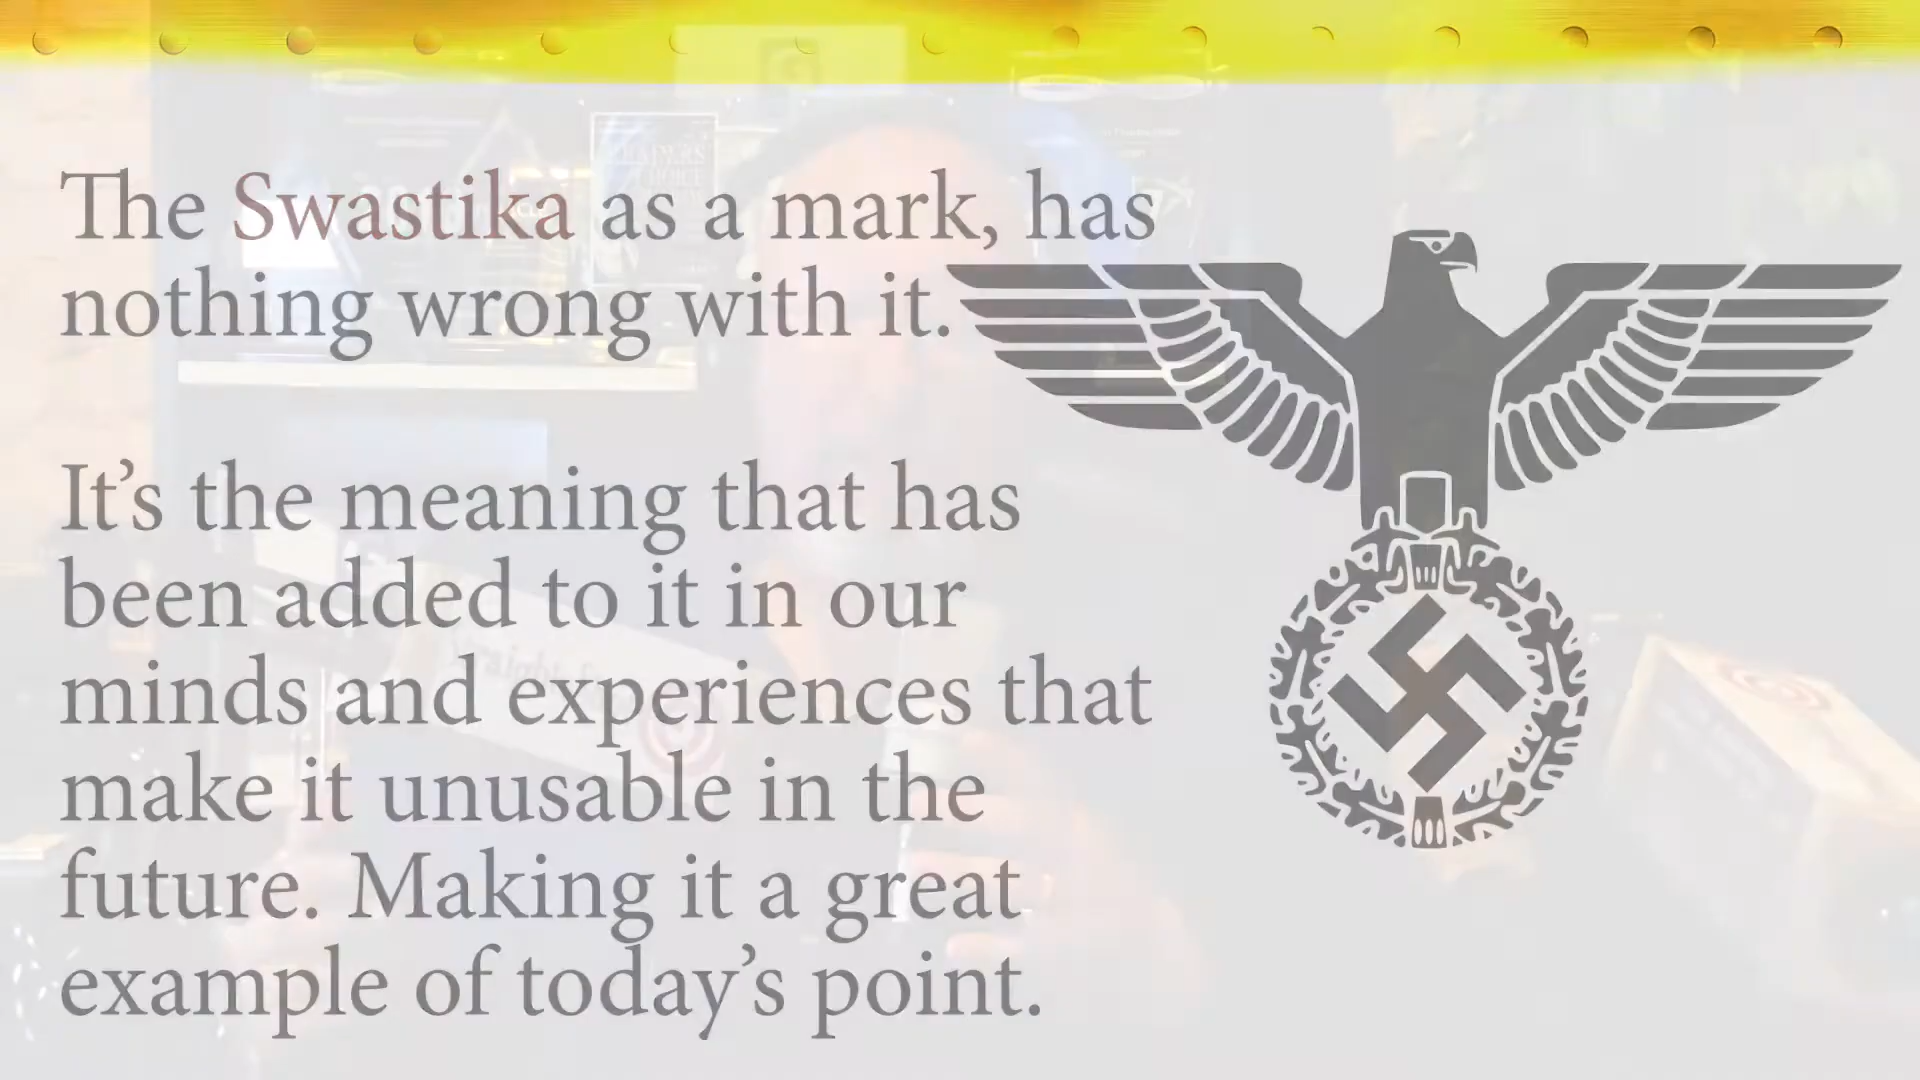 The Swastika as a mark, has
nothing wrong with it.
It’s the meaning that has
been added to it in our
minds and experiences that
make it unusable in the
future. Making it a great
example of today’s point.